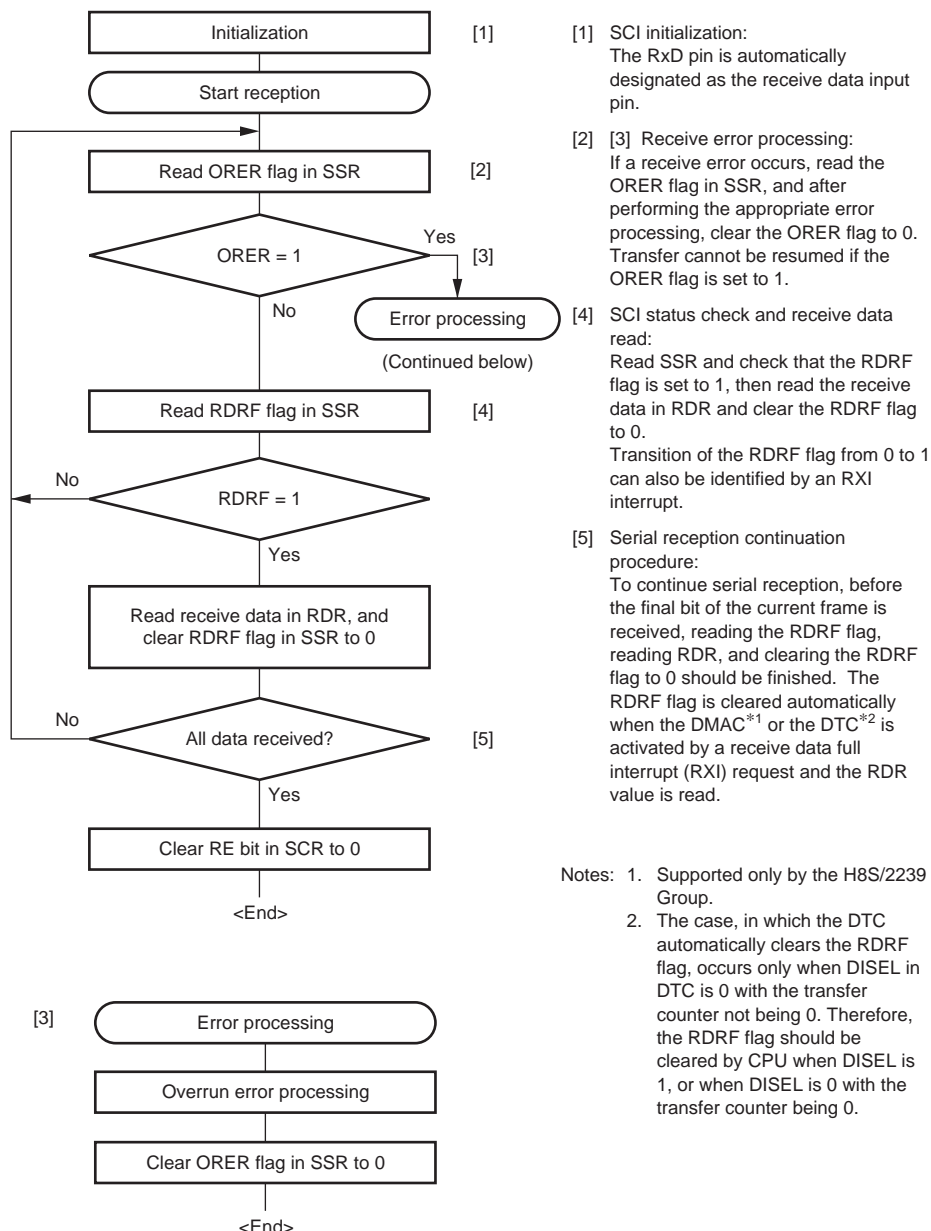 Initialization
[1]
Start reception
Read ORER flag in SSR
[2]
ORER = 1
Yes
[3]
No
Error processing
(Continued below)
Read RDRF flag in SSR
[4]
No
RDRF = 1
Yes
Read receive data in RDR, and
clear RDRF flag in SSR to 0
No
All data received?
[5]
Yes
Clear RE bit in SCR to 0
<End>
[3]
Error processing
Overrun error processing
Clear ORER flag in SSR to 0
<End>
[1] SCI initialization:
The RxD pin is automatically
designated as the receive data input
pin.
[2] [3] Receive error processing:
If a receive error occurs, read the
ORER flag in SSR, and after
performing the appropriate error
processing, clear the ORER flag to 0.
Transfer cannot be resumed if the
ORER flag is set to 1.
[4] SCI status check and receive data
read:
Read SSR and check that the RDRF
flag is set to 1, then read the receive
data in RDR and clear the RDRF flag
to 0.
Transition of the RDRF flag from 0 to 1
can also be identified by an RXI
interrupt.
[5] Serial reception continuation
procedure:
To continue serial reception, before
the final bit of the current frame is
received, reading the RDRF flag,
reading RDR, and clearing the RDRF
flag to 0 should be finished. The
RDRF flag is cleared automatically
when the DMAC*1 or the DTC*2 is
activated by a receive data full
interrupt (RXI) request and the RDR
value is read.
Notes: 1. Supported only by the H8S/2239
Group.
2. The case, in which the DTC
automatically clears the RDRF
flag, occurs only when DISEL in
DTC is 0 with the transfer
counter not being 0. Therefore,
the RDRF flag should be
cleared by CPU when DISEL is
1, or when DISEL is 0 with the
transfer counter being 0.